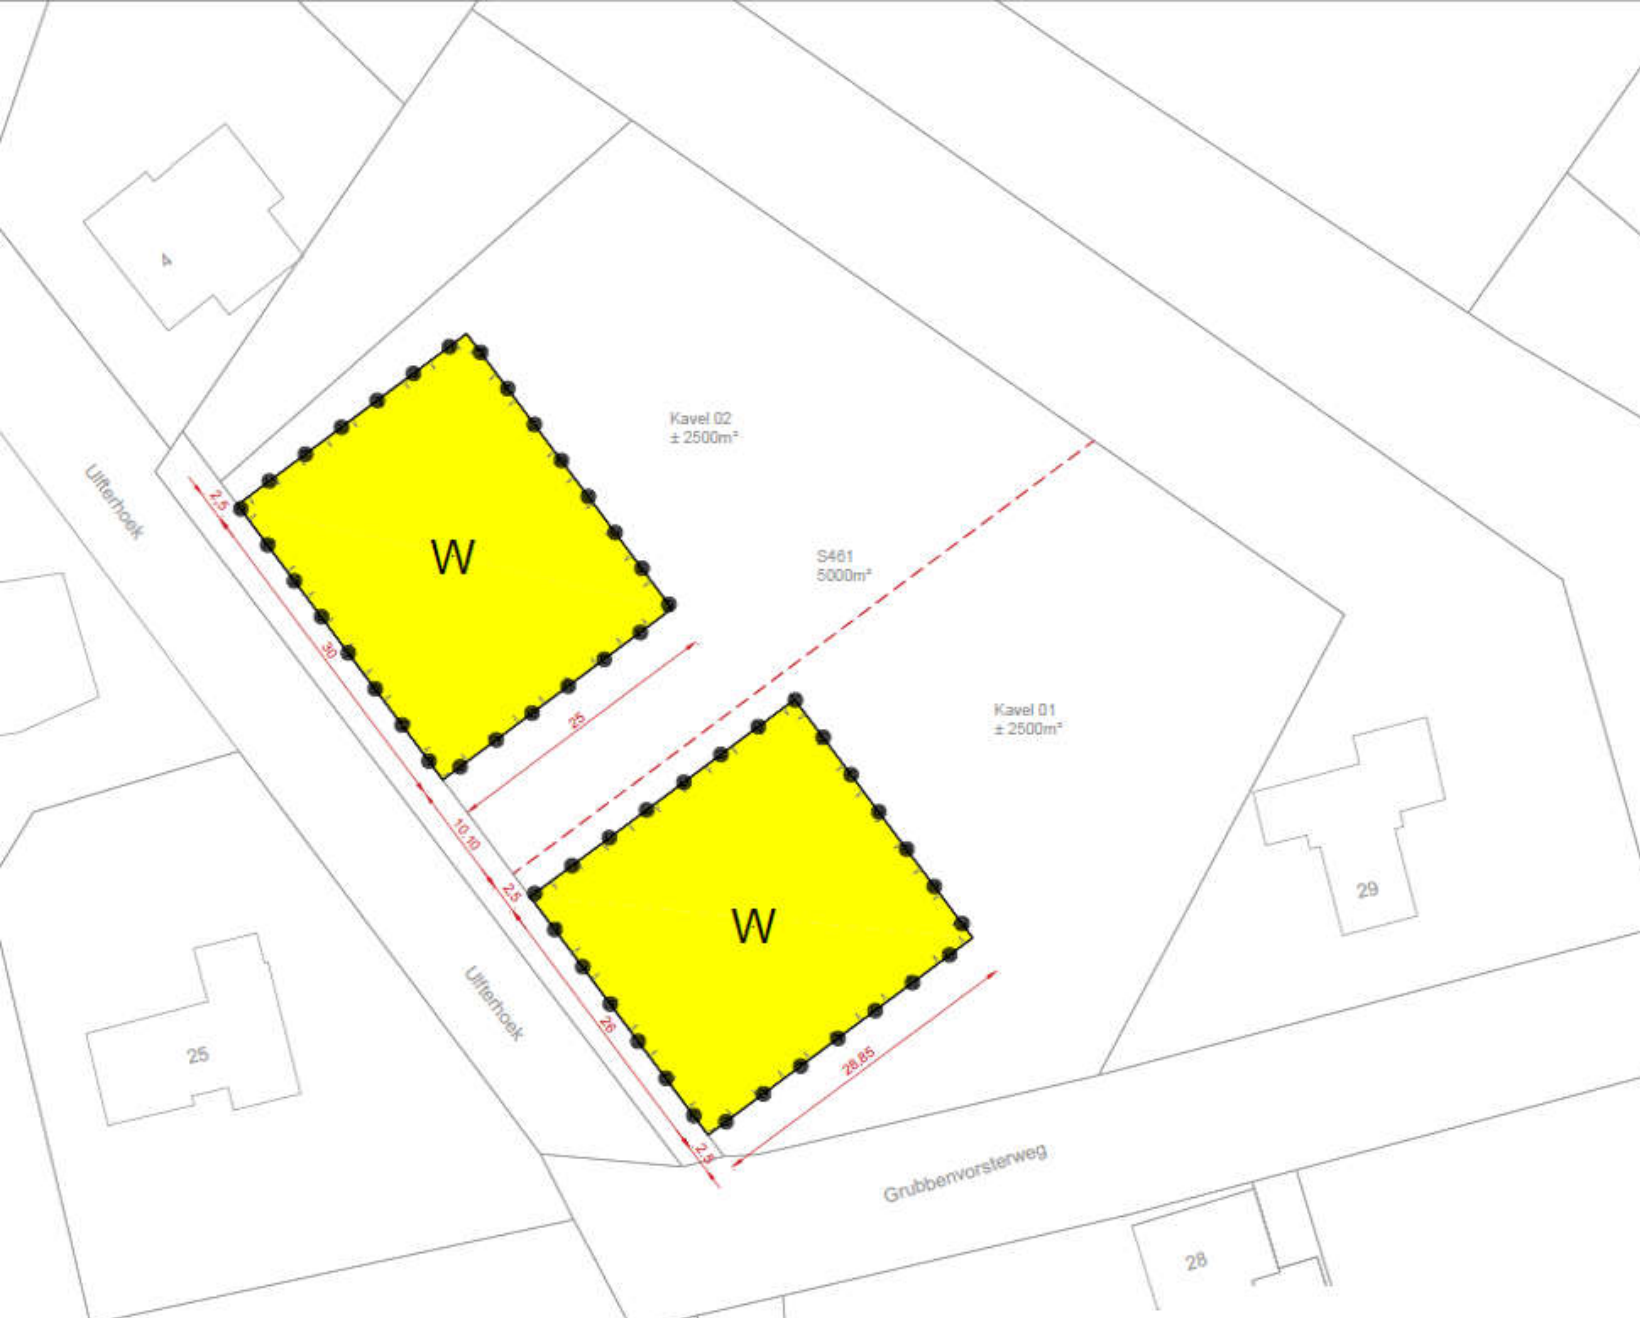 4
Kavel 02
± 2500m²
Ulfterhoek
2,5
W
S461
5000m²
30
25
Kavel 01
± 2500m²
10.10
2,5
29
W
Ulfterhoek
26
25
28,85
2,5
Grubbenvorsterweg
28